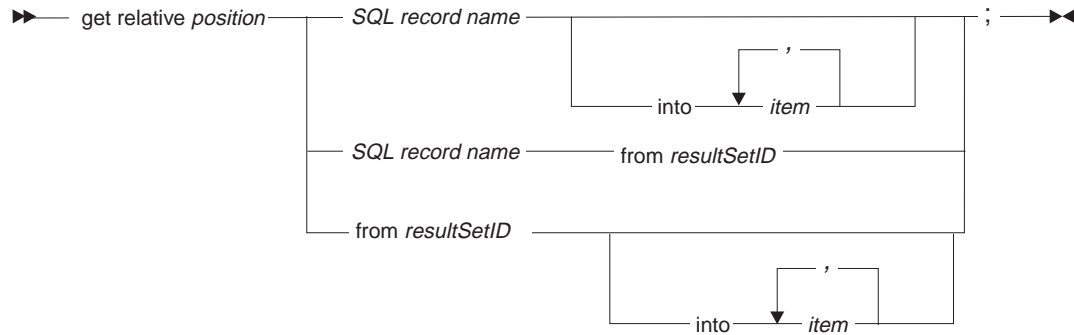 get relative position SQL record name ;
,
into item
SQL record name from resultSetID
from resultSetID
,
into item